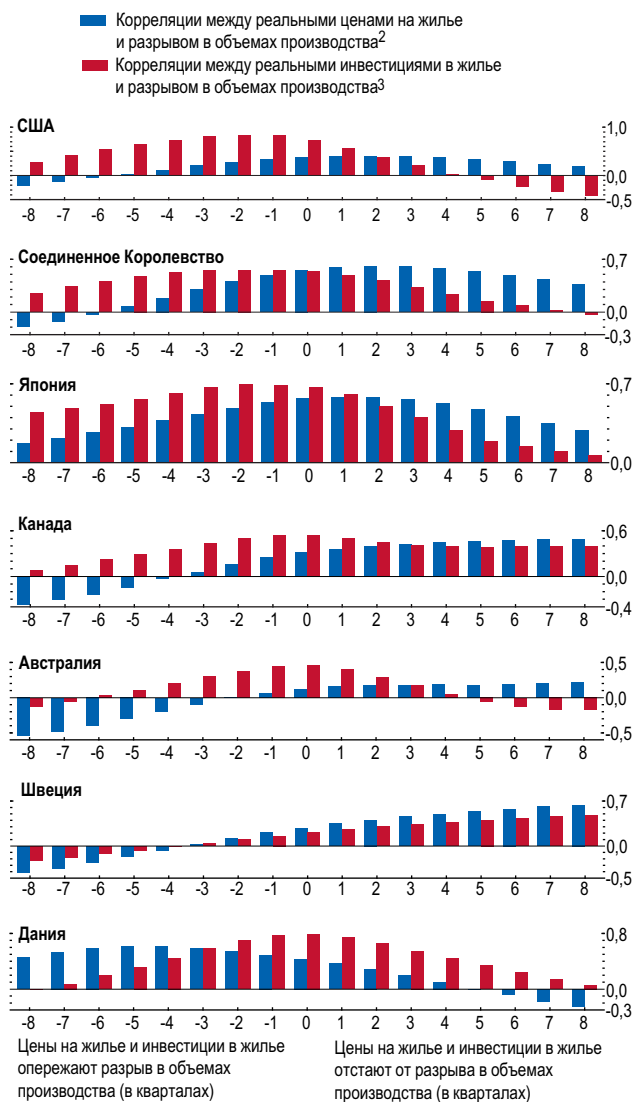 Корреляции между реальными ценами на жилье
и разрывом в объемах производства2
Корреляции между реальными инвестициями в жилье
и разрывом в объемах производства3
США
1,0
0,0
-0,5
-8 -7 -6 -5 -4 -3 -2 -1 0 1 2 3 4 5 6 7 8
Соединенное Королевство
0,7
0,0
-0,3
-8 -7 -6 -5 -4 -3 -2 -1 0 1 2 3 4 5 6 7 8
Япония
0,7
0,0
-8 -7 -6 -5 -4 -3 -2 -1 0 1 2 3 4 5 6 7 8
Канада
0,6
0,0
-0,4
-8 -7 -6 -5 -4 -3 -2 -1 0 1 2 3 4 5 6 7 8
Австралия
0,5
0,0
-0,5
-8 -7 -6 -5 -4 -3 -2 -1 0 1 2 3 4 5 6 7 8
Швеция
0,7
0,0
-0,5
-8 -7 -6 -5 -4 -3 -2 -1 0 1 2 3 4 5 6 7 8
Дания
0,8
0,0
-0,3
-8 -7 -6 -5 -4 -3 -2 -1 0 1 2 3 4 5 6 7 8
Цены на жилье и инвестиции в жилье
опережают разрыв в объемах
производства (в кварталах)
Цены на жилье и инвестиции в жилье
отстают от разрыва в объемах
производства (в кварталах)